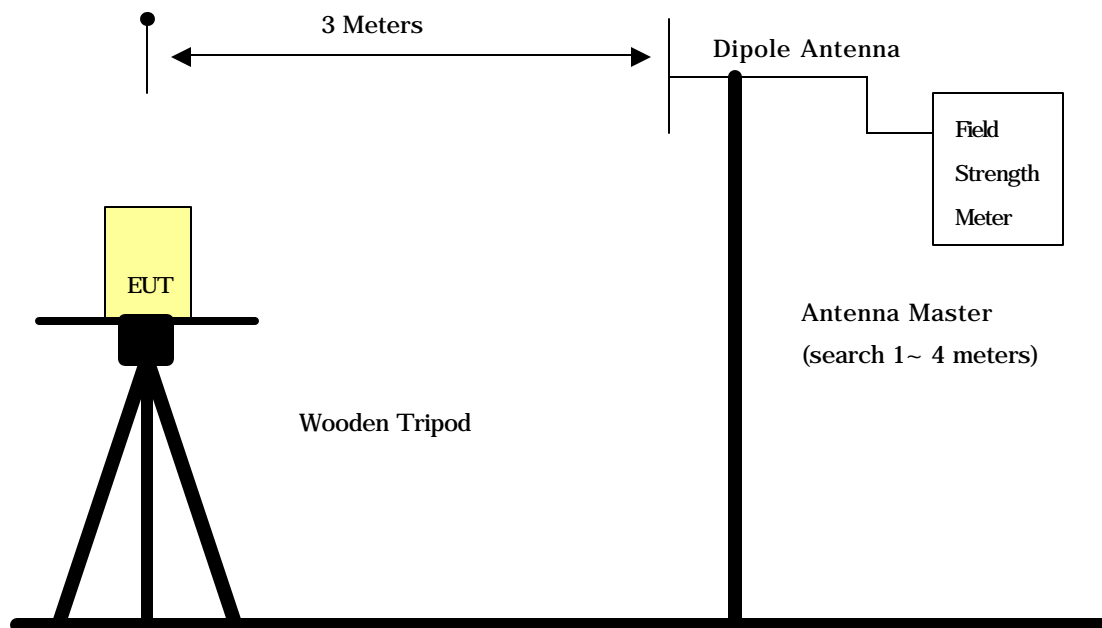 3 Meters
Dipole Antenna
Field
Strength
Meter
EUT
Antenna Master
(search 1~ 4 meters)
Wooden Tripod